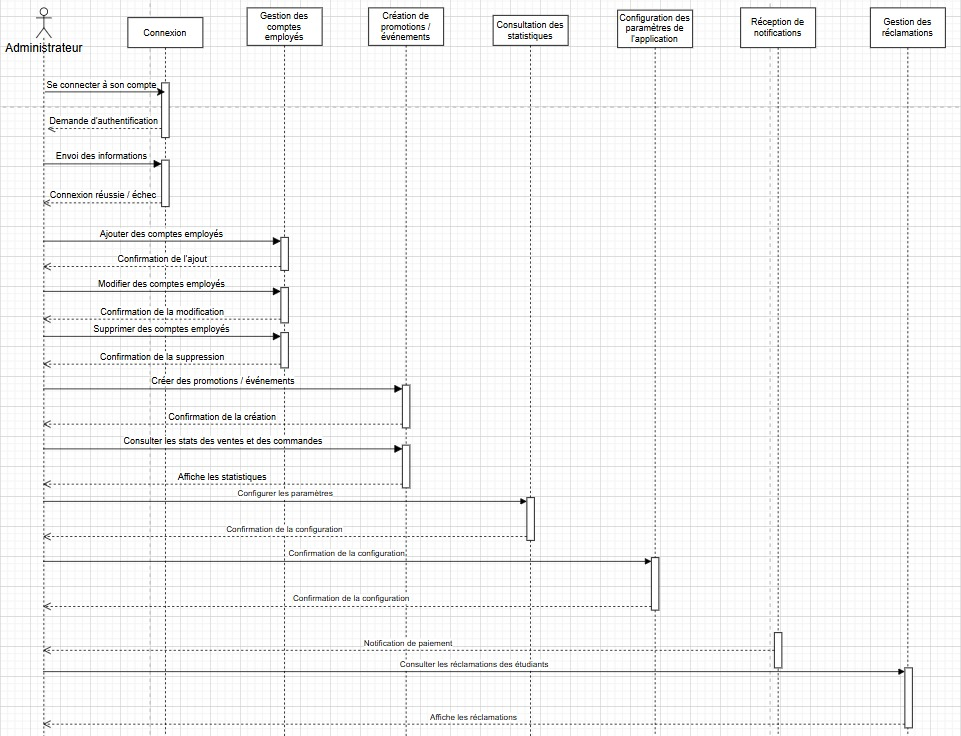 Administrateur
Connexion
Gestion des
comptes
employés
Création de
promotions /
événements
Consultation des
statistiques
Configuration des
paramètres de
l'application
Réception de
notifications
Gestion des
réclamations
Se connecter à son compte
Demande d'authentification
Envoi des informations
Connexion réussie / échec
Ajouter des comptes employés
Confirmation de l'ajout
Modifier des comptes employés
Confirmation de la modification
Supprimer des comptes employés
Confirmation de la suppression
Créer des promotions / événements
Confirmation de la création
Consulter les stats des ventes et des commandes
Affiche les statistiques
Configurer les paramètres
Confirmation de la configuration
Confirmation de la configuration
Confirmation de la configuration
Notification de paiement
Consulter les réclamations des étudiants
Affiche les réclamations